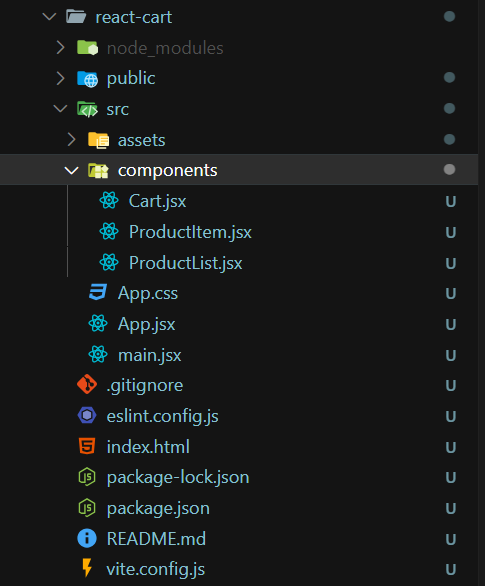 react-cart
node_modules
public
src
assets
components
Cart.jsx U
ProductItem.jsx U
ProductList.jsx U
App.css U
App.jsx U
main.jsx U
.gitignore U
eslint.config.js U
index.html U
package-lock.json U
package.json U
README.md U
vite.config.js U